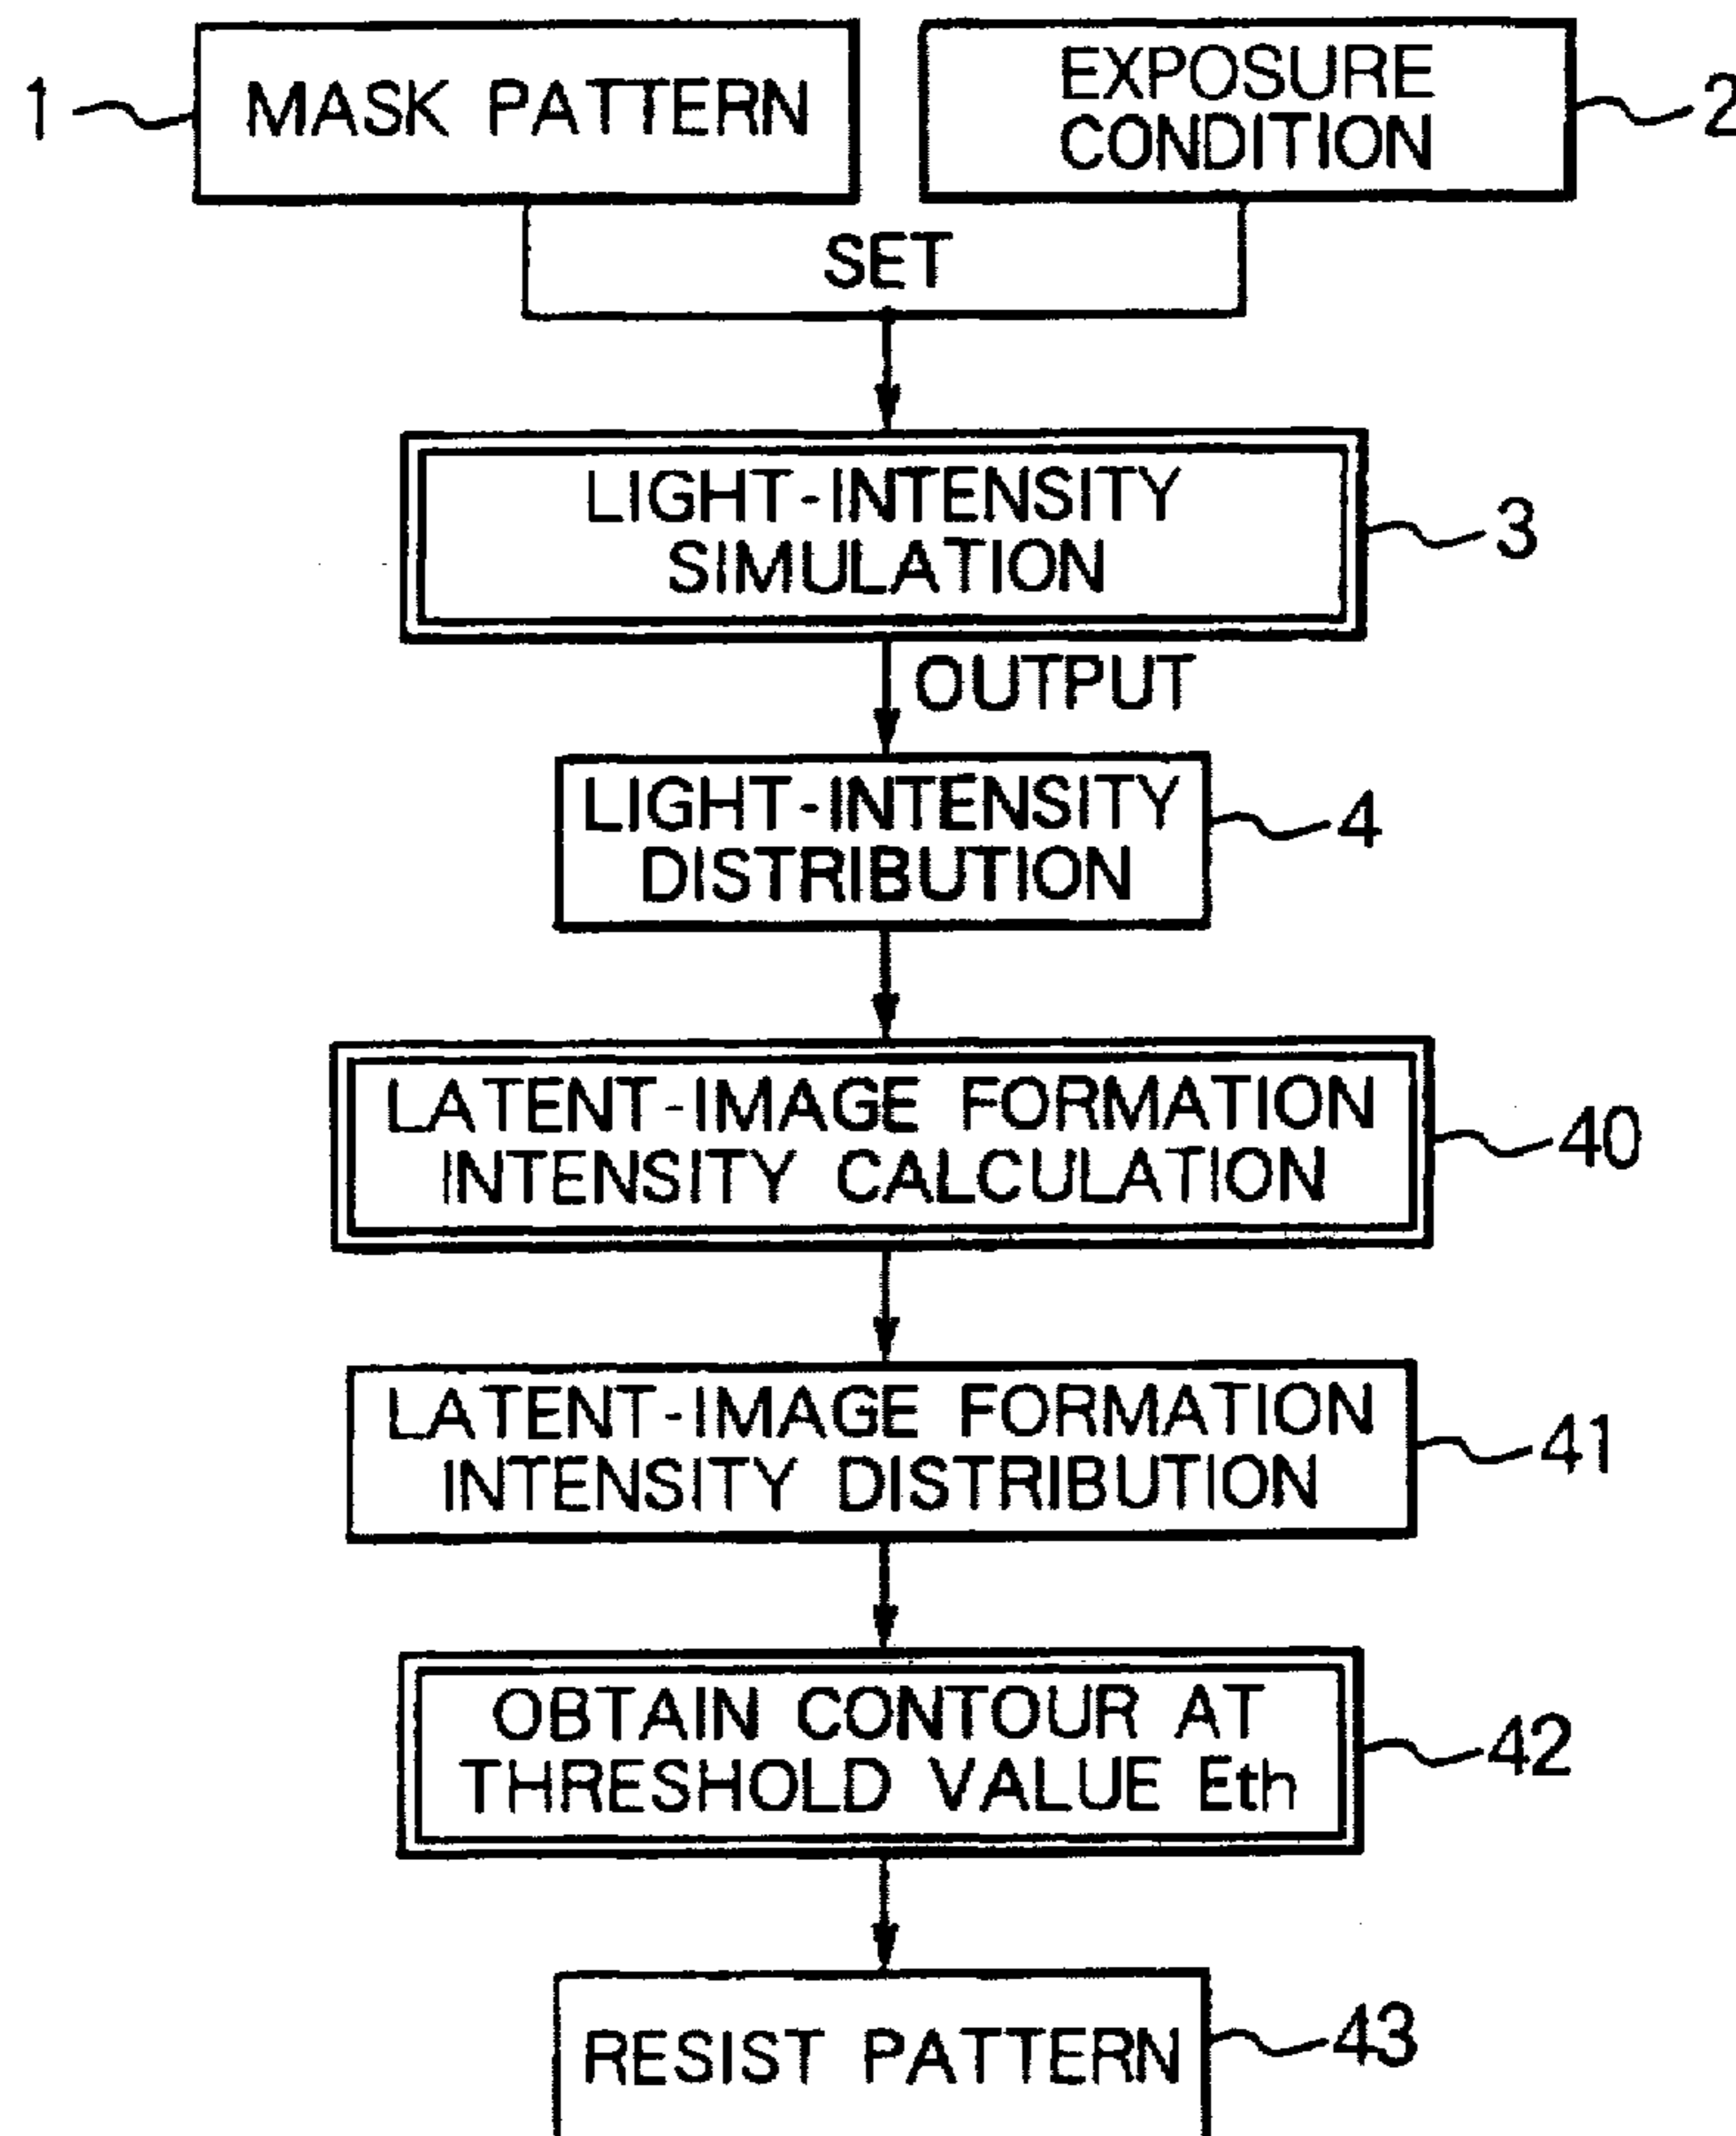 1
MASK PATTERN
EXPOSURE
CONDITION
2
SET
LIGHT-INTENSITY
SIMULATION
3
OUTPUT
LIGHT-INTENSITY
DISTRIBUTION
4
LATENT-IMAGE FORMATION
INTENSITY CALCULATION
40
LATENT-IMAGE FORMATION
INTENSITY DISTRIBUTION
41
OBTAIN CONTOUR AT
THRESHOLD VALUE Eth
42
RESIST PATTERN
43